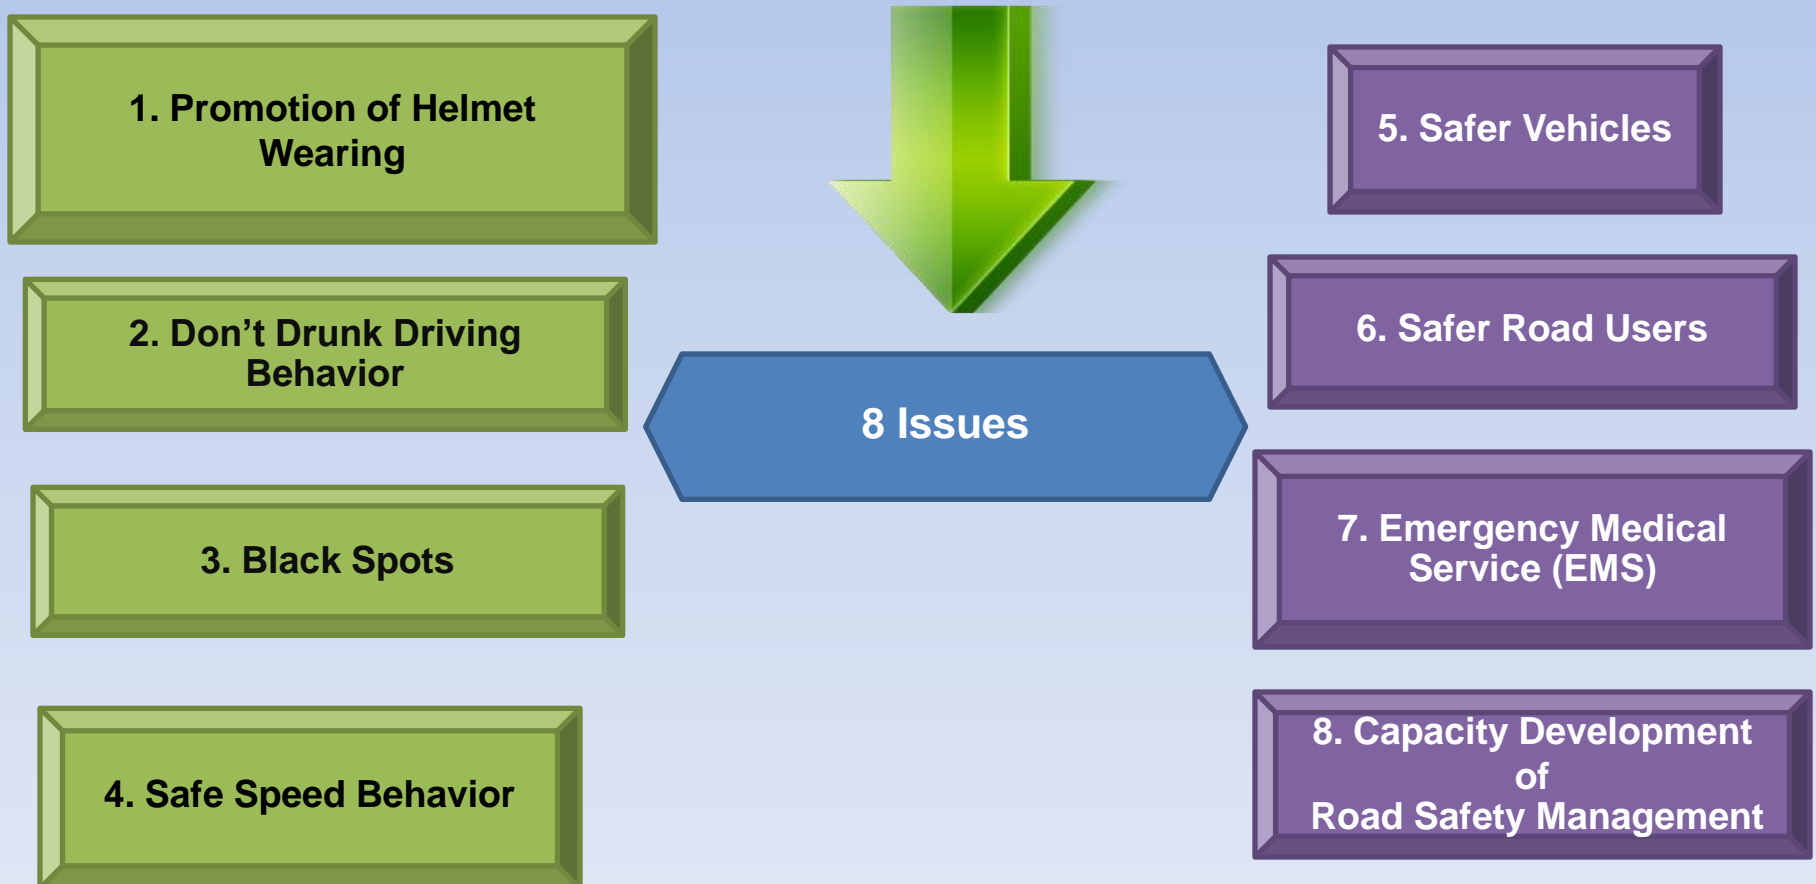 1. Promotion of Helmet
Wearing
2. Don’t Drunk Driving
Behavior
3. Black Spots
4. Safe Speed Behavior
8 Issues
5. Safer Vehicles
6. Safer Road Users
7. Emergency Medical
Service (EMS)
8. Capacity Development
of
Road Safety Management